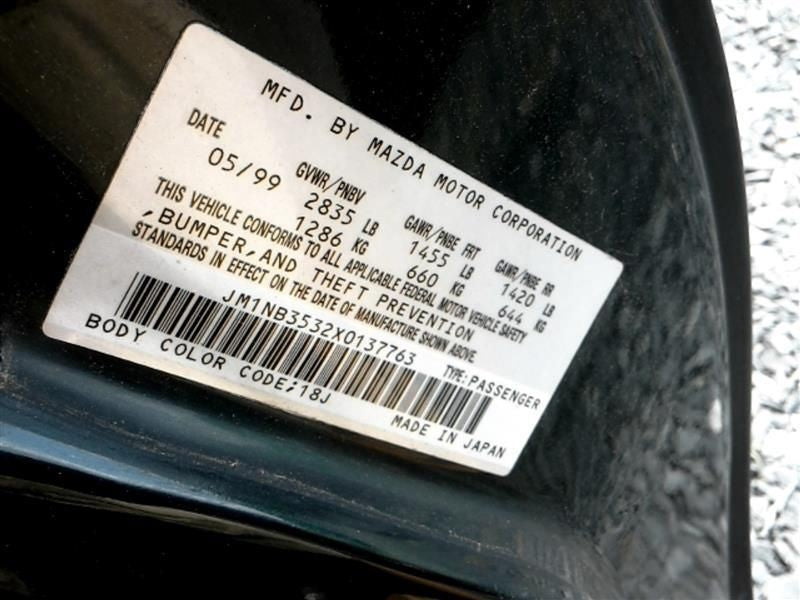 MFD. BY MAZDA MOTOR CORPORATION
DATE GVWR/PNBV GAWR/PNBE FRT GAWR/PNBE RR
05/99 2835 LB 1455 LB 1420 LB
1286 KG 660 KG 644 KG
THIS VEHICLE CONFORMS TO ALL APPLICABLE FEDERAL MOTOR VEHICLE SAFETY
,BUMPER,AND THEFT PREVENTION
STANDARDS IN EFFECT ON THE DATE OF MANUFACTURE SHOWN ABOVE.
JM1NB3532X0137763 TYPE:PASSENGER
BODY COLOR CODE;18J MADE IN JAPAN